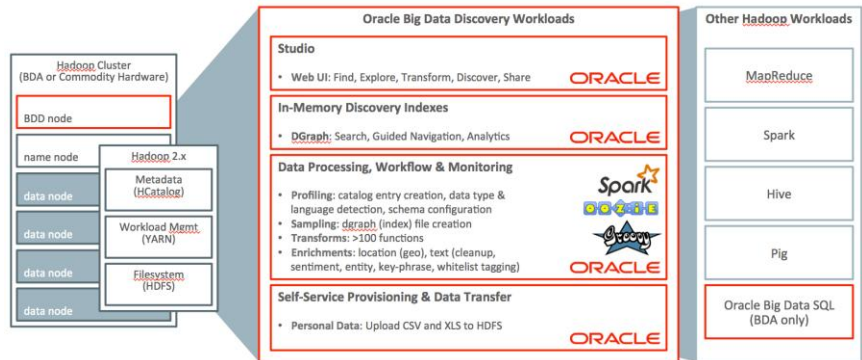 Hadoop Cluster
(BDA or Commodity Hardware)
BDD node
name node
data node
data node
data node
data node
Hadoop 2.x
Metadata
(HCatalog)
Workload Mgmt
(YARN)
Filesystem
(HDFS)
Oracle Big Data Discovery Workloads
Studio
• Web UI: Find, Explore, Transform, Discover, Share
ORACLE
In-Memory Discovery Indexes
• DGraph: Search, Guided Navigation, Analytics
ORACLE
Data Processing, Workflow & Monitoring
• Profiling: catalog entry creation, data type &
language detection, schema configuration
• Sampling: dgraph (index) file creation
• Transforms: >100 functions
• Enrichments: location (geo), text (cleanup,
sentiment, entity, key-phrase, whitelist tagging)
Spark
OOZIE
Groovy
ORACLE
Self-Service Provisioning & Data Transfer
• Personal Data: Upload CSV and XLS to HDFS
ORACLE
Other Hadoop Workloads
MapReduce
Spark
Hive
Pig
Oracle Big Data SQL
(BDA only)